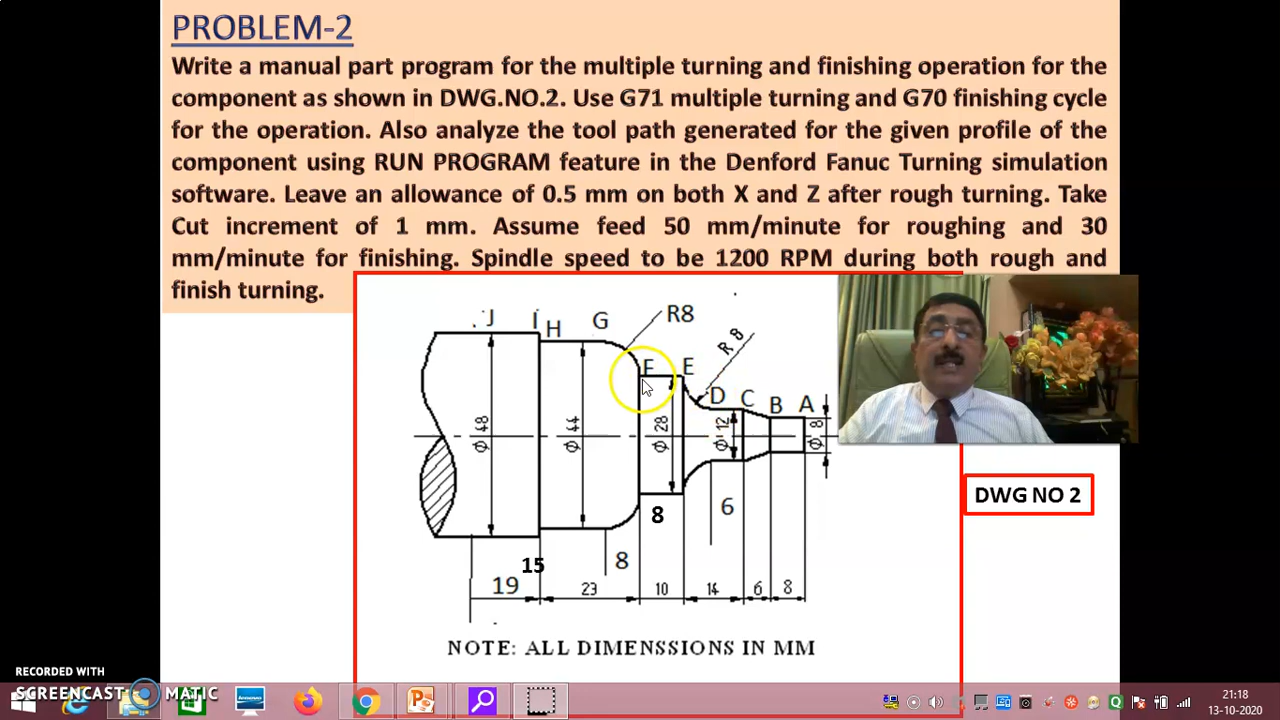 PROBLEM-2
Write a manual part program for the multiple turning and finishing operation for the
component as shown in DWG.NO.2. Use G71 multiple turning and G70 finishing cycle
for the operation. Also analyze the tool path generated for the given profile of the
component using RUN PROGRAM feature in the Denford Fanuc Turning simulation
software. Leave an allowance of 0.5 mm on both X and Z after rough turning. Take
Cut increment of 1 mm. Assume feed 50 mm/minute for roughing and 30
mm/minute for finishing. Spindle speed to be 1200 RPM during both rough and
finish turning.
J I H G R8
R 8
F E D C B A
ϕ 48 ϕ 44 ϕ 28 ϕ 12 ϕ 8
8 6
15 8
19 23 10 14 6 8
DWG NO 2
NOTE: ALL DIMENSSIONS IN MM
RECORDED WITH
SCREENCAST MATIC
21:18
13-10-2020